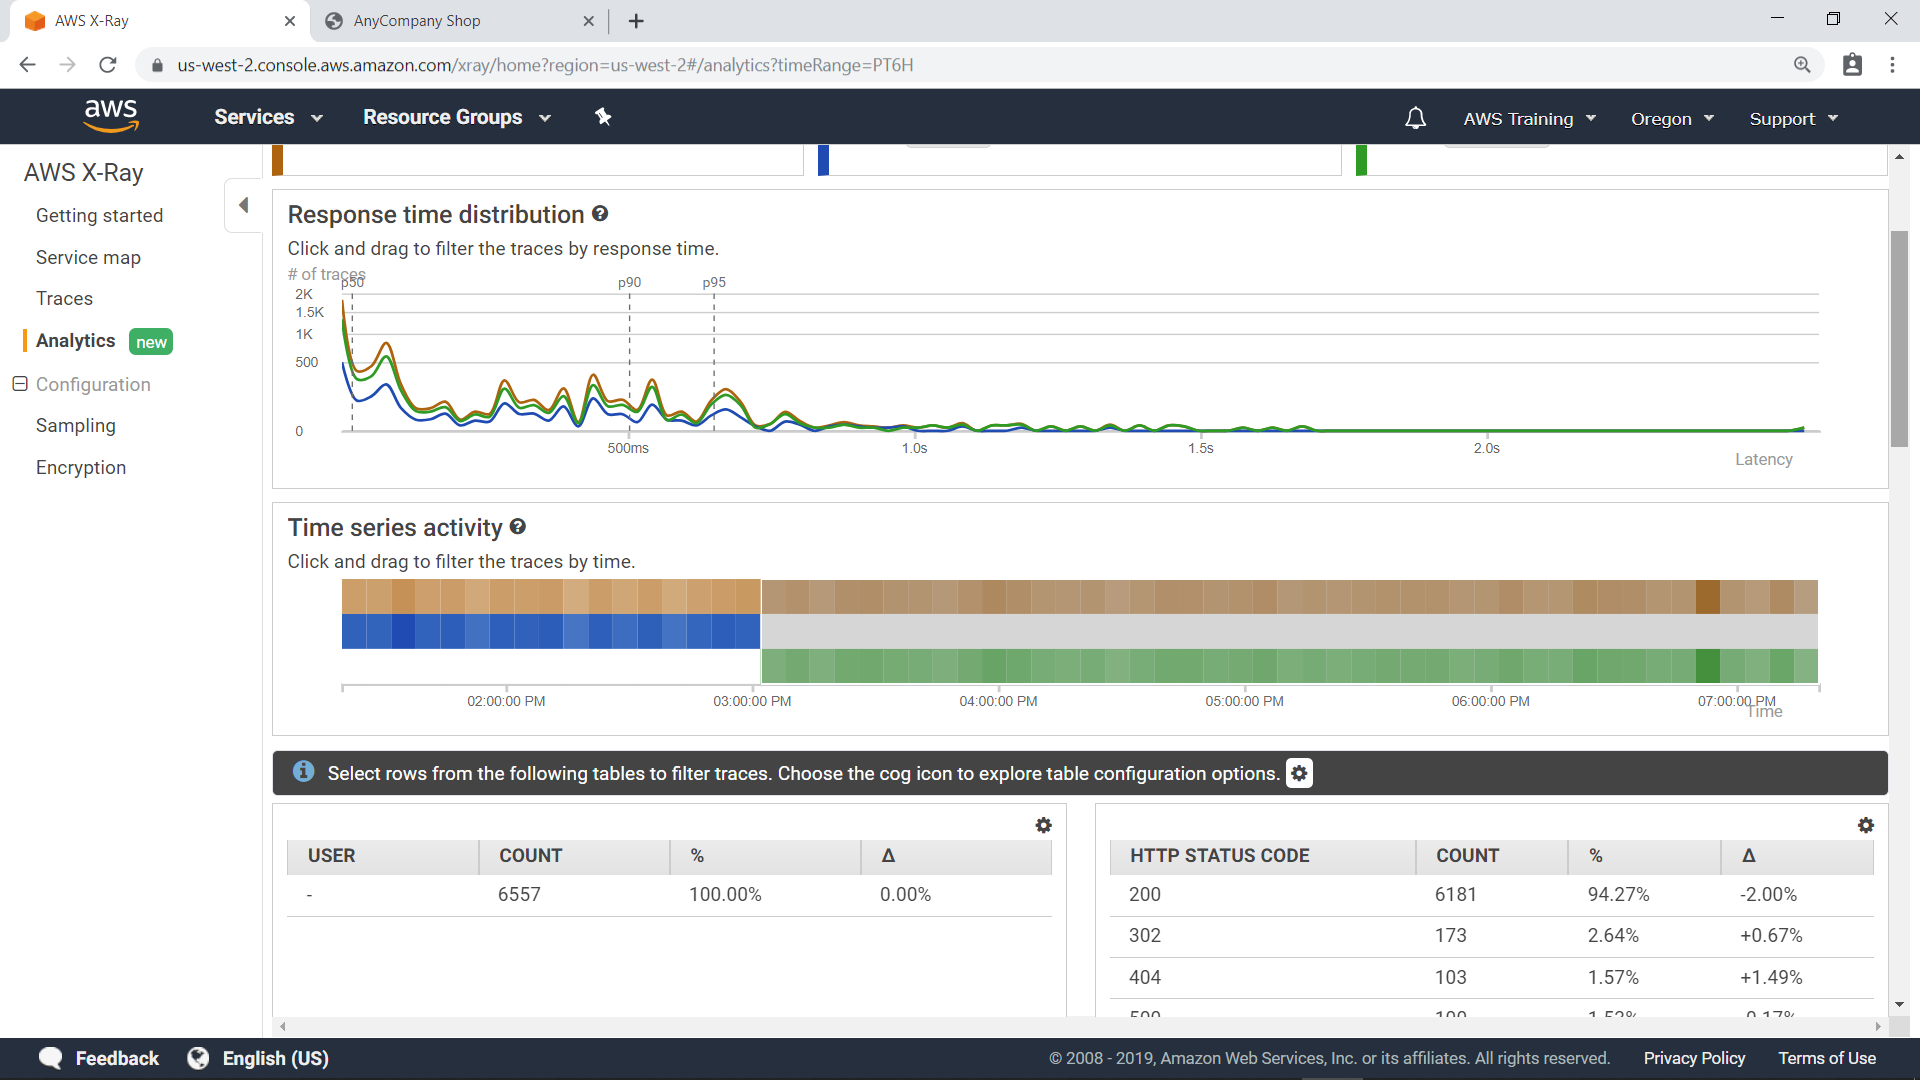 AWS X-Ray
AnyCompany Shop
us-west-2.console.aws.amazon.com/xray/home?region=us-west-2#/analytics?timeRange=PT6H
aws
Services
Resource Groups
AWS Training
Oregon
Support
AWS X-Ray
Getting started
Service map
Traces
Analytics new
Configuration
Sampling
Encryption
Response time distribution
Click and drag to filter the traces by response time.
# of traces
p50
p90
p95
2K
1.5K
1K
500
0
500ms
1.0s
1.5s
2.0s
Latency
Time series activity
Click and drag to filter the traces by time.
02:00:00 PM
03:00:00 PM
04:00:00 PM
05:00:00 PM
06:00:00 PM
07:00:00 PM
Time
Select rows from the following tables to filter traces. Choose the cog icon to explore table configuration options.
USER COUNT % Δ
- 6557 100.00% 0.00%
HTTP STATUS CODE COUNT % Δ
200 6181 94.27% -2.00%
302 173 2.64% +0.67%
404 103 1.57% +1.49%
Feedback
English (US)
© 2008 - 2019, Amazon Web Services, Inc. or its affiliates. All rights reserved.
Privacy Policy
Terms of Use